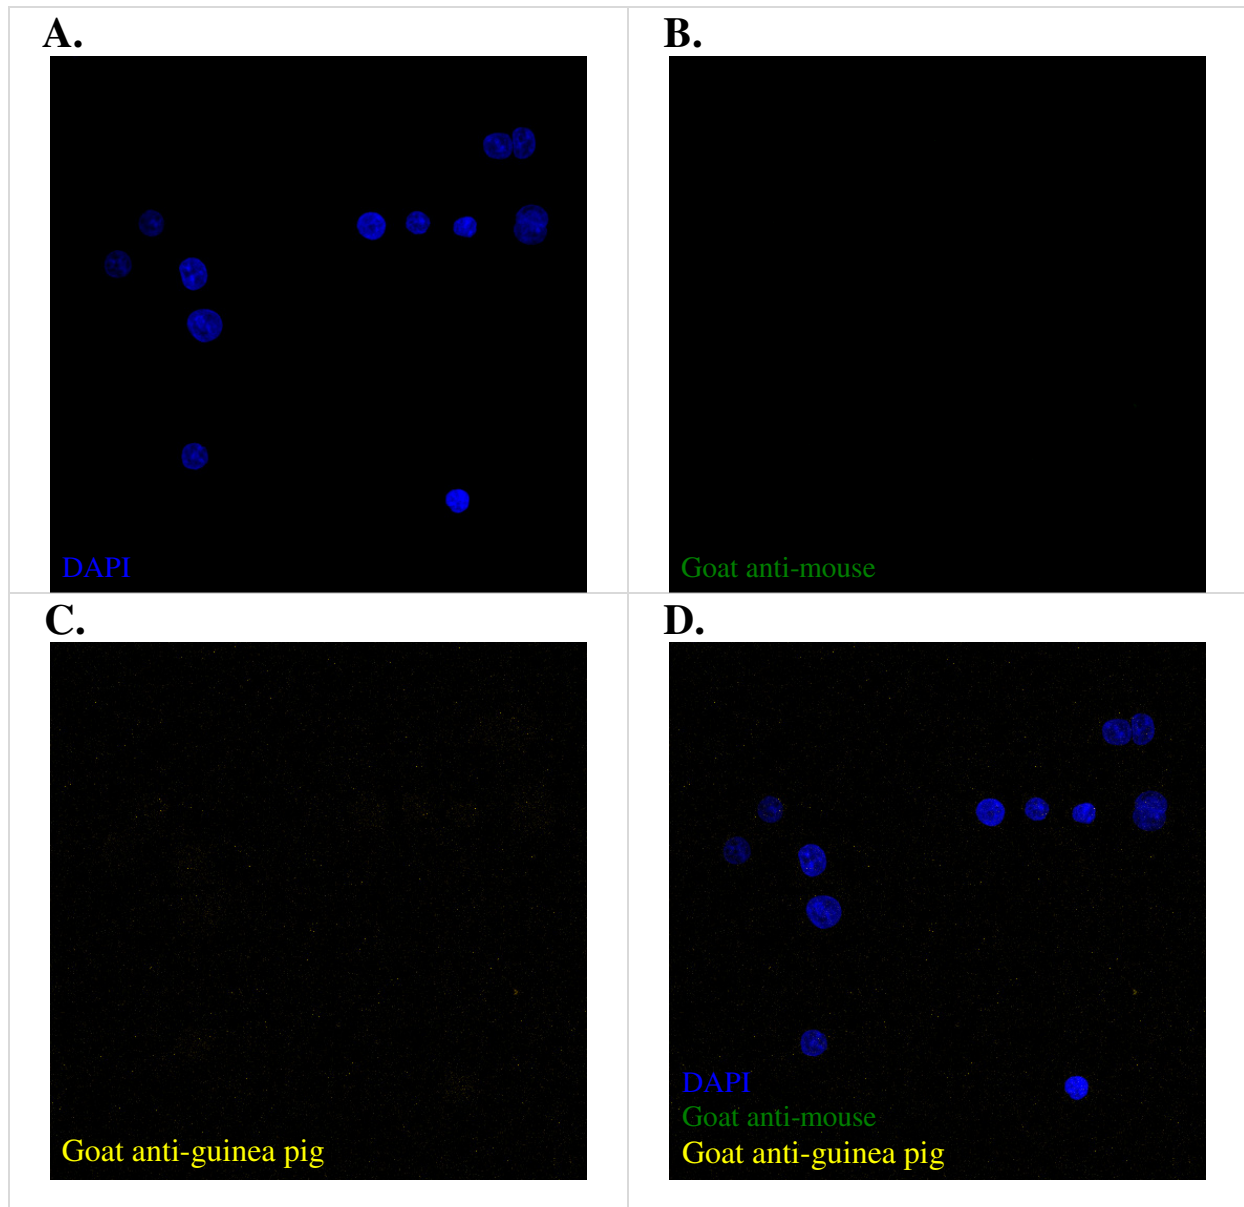 A.
B.
DAPI
Goat anti-mouse
C.
D.
Goat anti-guinea pig
DAPI
Goat anti-mouse
Goat anti-guinea pig